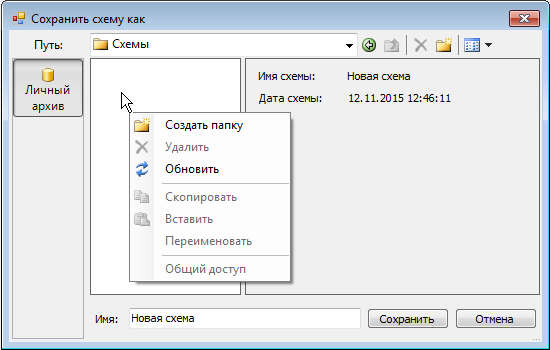 Сохранить схему как
Путь: Схемы
Личный
архив
Имя схемы: Новая схема
Дата схемы: 12.11.2015 12:46:11
Создать папку
Удалить
Обновить
Скопировать
Вставить
Переименовать
Общий доступ
Имя: Новая схема Сохранить Отмена